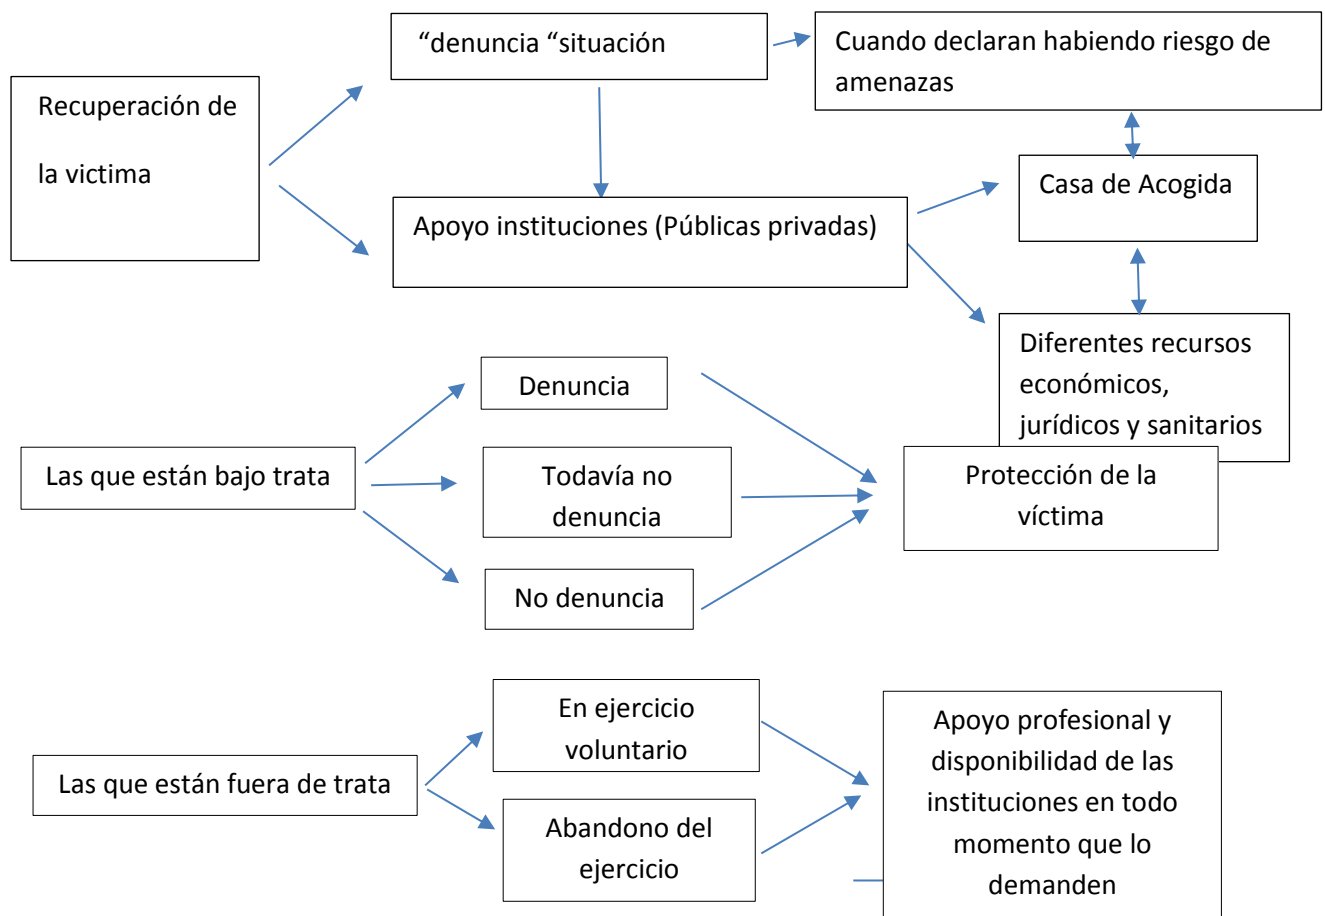 “denuncia “situación
Cuando declaran habiendo riesgo de
amenazas
Recuperación de
la victima
Casa de Acogida
Apoyo instituciones (Públicas privadas)
Diferentes recursos
económicos,
jurídicos y sanitarios
Denuncia
Las que están bajo trata
Todavía no
denuncia
Protección de la
víctima
No denuncia
En ejercicio
voluntario
Las que están fuera de trata
Abandono del
ejercicio
Apoyo profesional y
disponibilidad de las
instituciones en todo
momento que lo
demanden